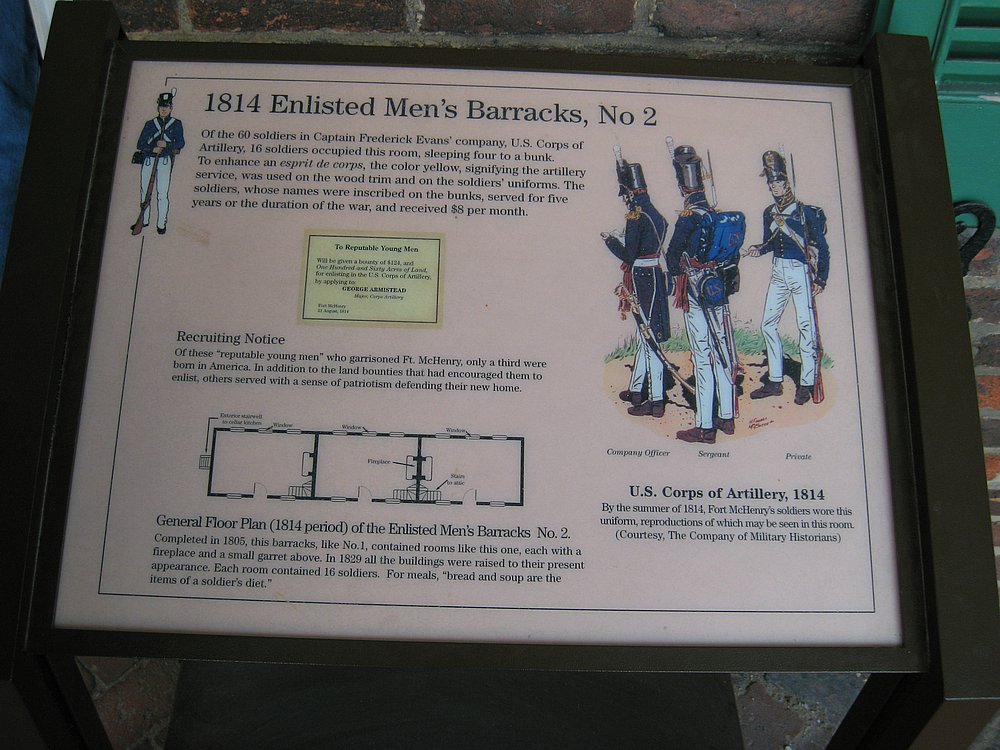 1814 Enlisted Men's Barracks, No 2
Of the 60 soldiers in Captain Frederick Evans' company, U.S. Corps of
Artillery, 16 soldiers occupied this room, sleeping four to a bunk.
To enhance an esprit de corps, the color yellow, signifying the artillery
service, was used on the wood trim and on the soldiers' uniforms. The
soldiers, whose names were inscribed on the bunks, served for five
years or the duration of the war, and received $8 per month.
To Reputable Young Men
Will be given a bounty of $124, and
One Hundred and Sixty Acres of Land,
for enlisting in the U.S. Corps of Artillery,
by applying to:
GEORGE ARMISTEAD
Major, Corps Artillery
Fort McHenry
22 August, 1814
Recruiting Notice
Of these "reputable young men" who garrisoned Ft. McHenry, only a third were
born in America. In addition to the land bounties that had encouraged them to
enlist, others served with a sense of patriotism defending their new home.
Exterior stairwell
to cellar kitchen
Window
Window
Window
Fireplace
Stairs
to attic
General Floor Plan (1814 period) of the Enlisted Men's Barracks No. 2.
Completed in 1805, this barracks, like No.1, contained rooms like this one, each with a
fireplace and a small garret above. In 1829 all the buildings were raised to their present
appearance. Each room contained 16 soldiers. For meals, "bread and soup are the
items of a soldier's diet."
Company Officer
Sergeant
Private
U.S. Corps of Artillery, 1814
By the summer of 1814, Fort McHenry's soldiers wore this
uniform, reproductions of which may be seen in this room.
(Courtesy, The Company of Military Historians)